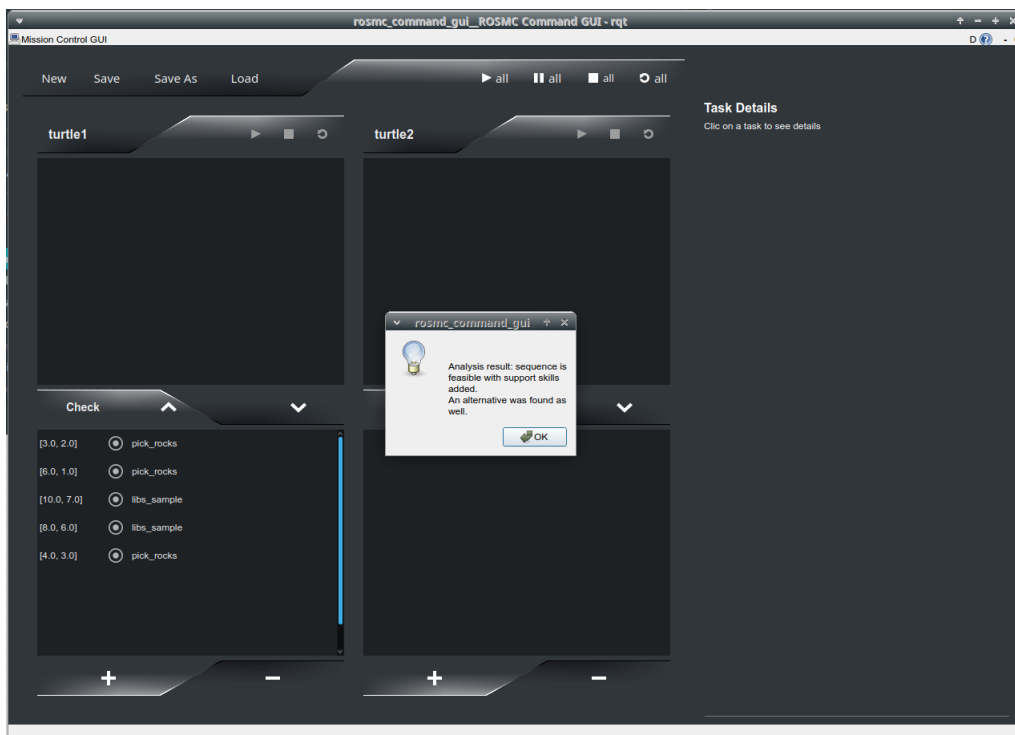 rosmc_command_gui__ROSMC Command GUI - rqt
Mission Control GUI
D
New Save Save As Load
all all all all
turtle1
turtle2
Task Details
Clic on a task to see details
rosmc_command_gui
Analysis result: sequence is
feasible with support skills
added.
An alternative was found as
well.
OK
Check
[3.0, 2.0] pick_rocks
[6.0, 1.0] pick_rocks
[10.0, 7.0] libs_sample
[8.0, 6.0] libs_sample
[4.0, 3.0] pick_rocks